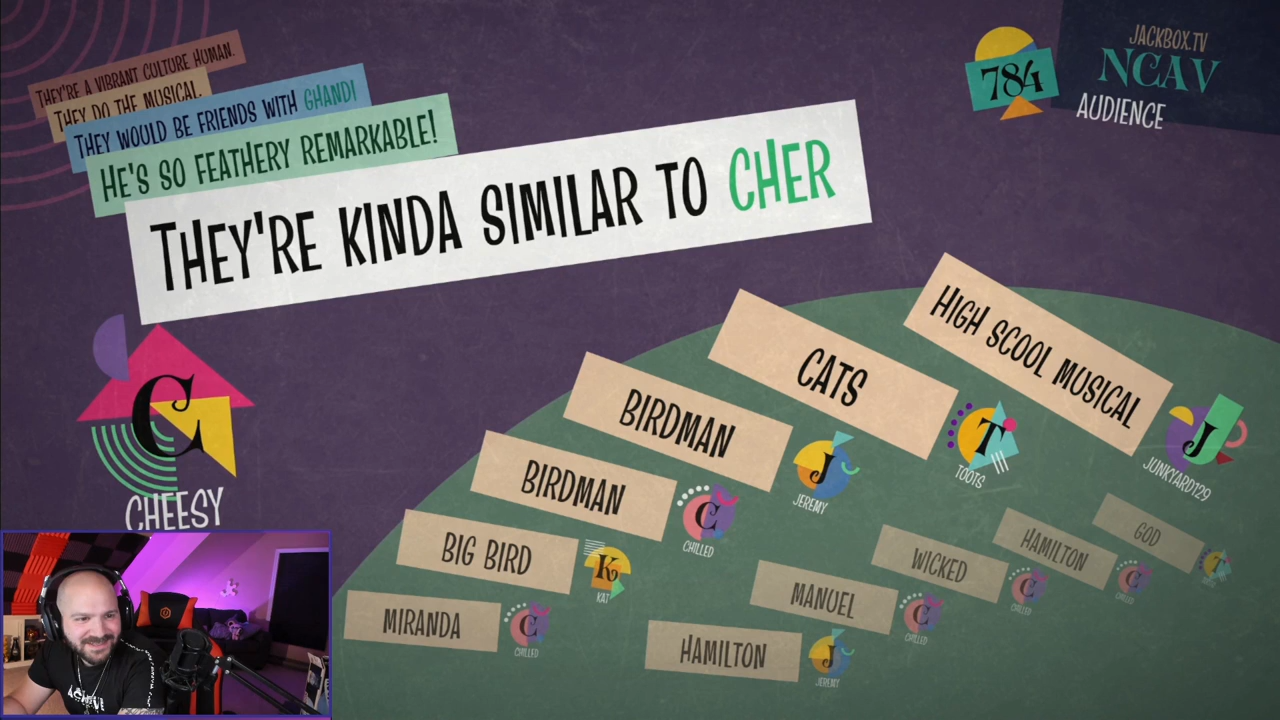 THEY'RE A VIBRANT CULTURE HUMAN.
THEY DO THE MUSICAL.
THEY WOULD BE FRIENDS WITH GHANDI
HE'S SO FEATHERY REMARKABLE!
THEY'RE KINDA SIMILAR TO CHER
784
JACKBOX.TV
NCAV
AUDIENCE
C
CHEESY
HIGH SCOOL MUSICAL
J
JUNKYARD129
CATS
T
TOOTS
BIRDMAN
J
JEREMY
BIRDMAN
C
CHILLED
BIG BIRD
K
KAT
MIRANDA
C
CHILLED
GOD
HAMILTON
C
CHILLED
WICKED
C
CHILLED
MANUEL
C
CHILLED
HAMILTON
J
JEREMY